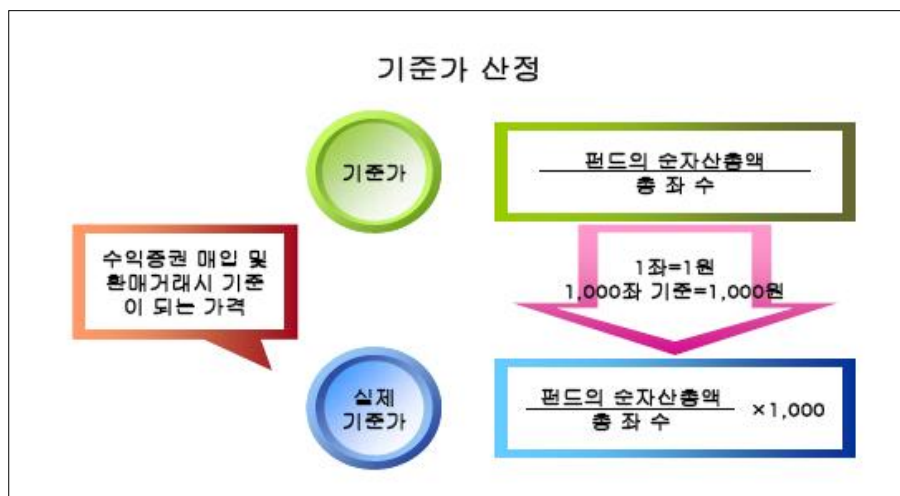 기준가 산정
기준가
펀드의 순자산총액
총 좌 수
수익증권 매입 및
환매거래시 기준
이 되는 가격
1좌=1원
1,000좌 기준=1,000원
실제
기준가
펀드의 순자산총액
총 좌 수
×1,000